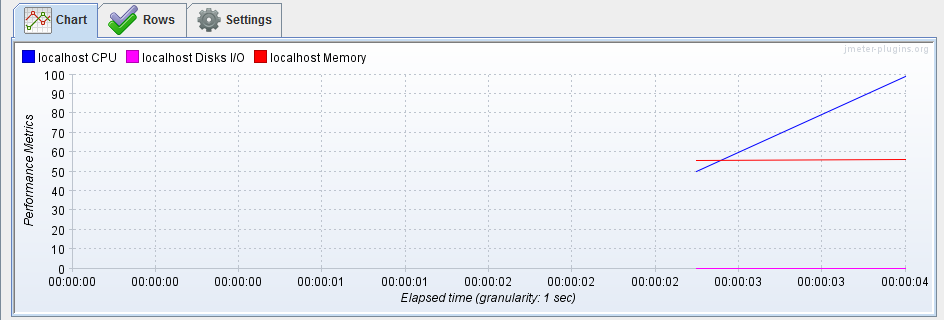 Chart Rows Settings
localhost CPU localhost Disks I/O localhost Memory
jmeter-plugins.org
Performance Metrics
100
90
80
70
60
50
40
30
20
10
0
00:00:00 00:00:00 00:00:00 00:00:01 00:00:01 00:00:02 00:00:02 00:00:02 00:00:03 00:00:03 00:00:04
Elapsed time (granularity: 1 sec)